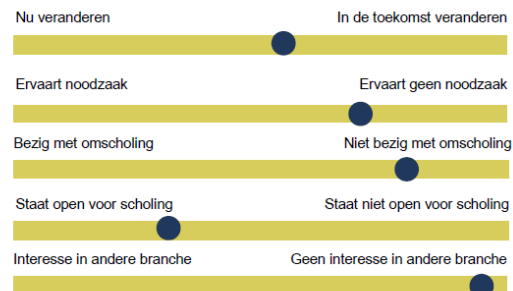 Nu veranderen In de toekomst veranderen
Ervaart noodzaak Ervaart geen noodzaak
Bezig met omscholing Niet bezig met omscholing
Staat open voor scholing Staat niet open voor scholing
Interesse in andere branche Geen interesse in andere branche